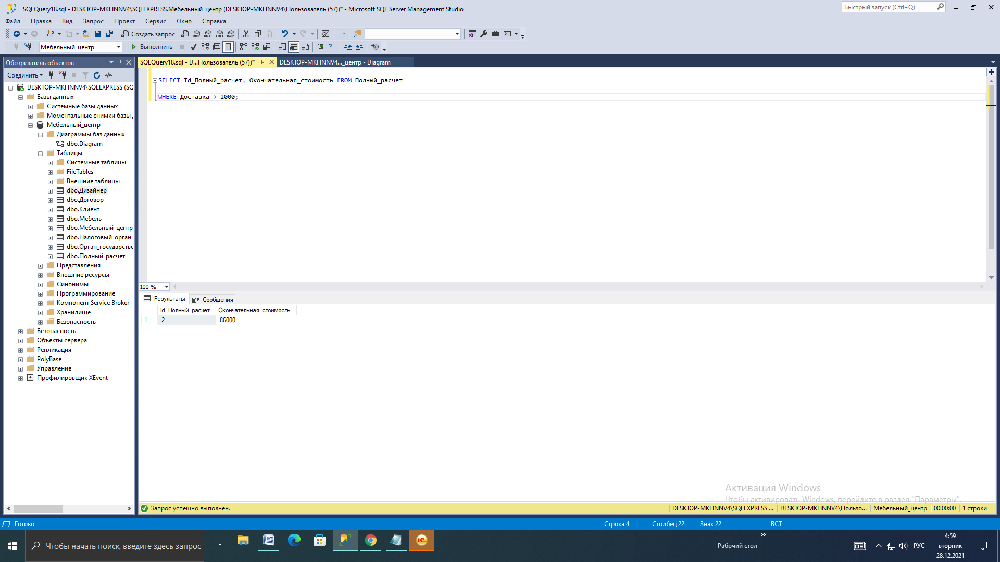 SQLQuery18.sql - DESKTOP-MKHNNV4\SQLEXPRESS.Мебельный_центр (DESKTOP-MKHNNV4\Пользователь (57))* - Microsoft SQL Server Management Studio
Быстрый запуск (Ctrl+Q)
Файл Правка Вид Запрос Проект Сервис Окно Справка
Создать запрос MDX DMX XMLA DAX
Мебельный_центр Выполнить
Обозреватель объектов
SQLQuery18.sql - D...Пользователь (57))*
DESKTOP-MKHNNV4..._центр - Diagram
Соединить
DESKTOP-MKHNNV4\SQLEXPRESS (SQ
Базы данных
Системные базы данных
Моментальные снимки базы
Мебельный_центр
Диаграммы баз данных
dbo.Diagram
Таблицы
Системные таблицы
FileTables
Внешние таблицы
dbo.Дизайнер
dbo.Договор
dbo.Клиент
dbo.Мебель
dbo.Мебельный_центр
dbo.Налоговый_орган
dbo.Орган_государстве
dbo.Полный_расчет
Представления
Внешние ресурсы
Синонимы
Программирование
Компонент Service Broker
Хранилище
Безопасность
Безопасность
Объекты сервера
Репликация
PolyBase
Управление
Профилировщик XEvent
SELECT Id_Полный_расчет, Окончательная_стоимость FROM Полный_расчет
WHERE Доставка > 1000;
100 %
Результаты Сообщения
Id_Полный_расчет Окончательная_стоимость
1 2 86000
Активация Windows
Чтобы активировать Windows, перейдите в раздел "Параметры".
Запрос успешно выполнен.
DESKTOP-MKHNNV4\SQLEXPRESS ... DESKTOP-MKHNNV4\Пользо... Мебельный_центр 00:00:00 1 строки
Готово
Строка 4 Столбец 22 Знак 22 ВСТ
Чтобы начать поиск, введите здесь запрос
Рабочий стол
РУС
4:59
вторник
28.12.2021